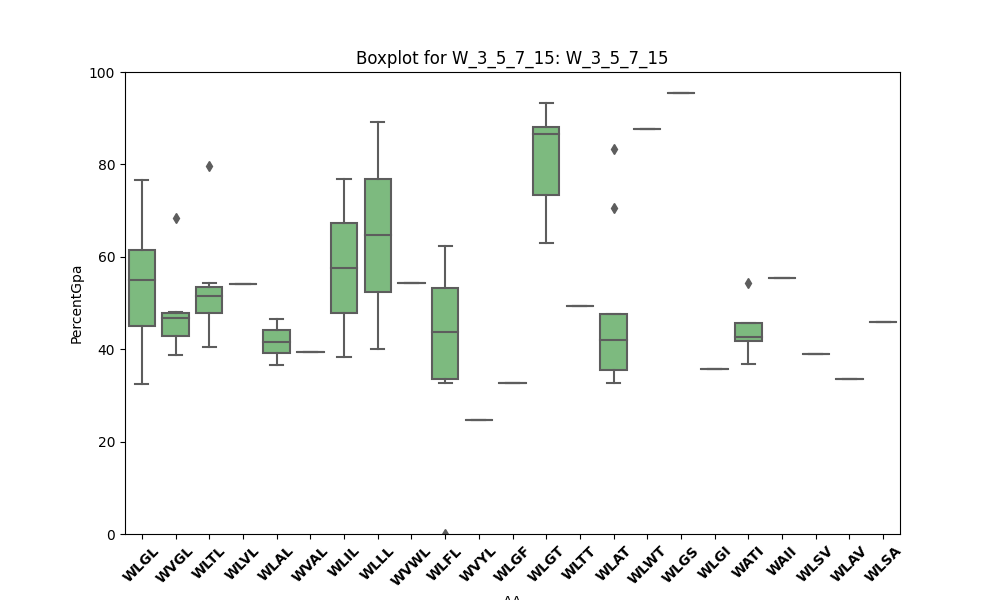 Boxplot for W_3_5_7_15: W_3_5_7_15
100
80
60
40
20
0
PercentGpa
WLGL WVGL WLTL WLVL WLAL WVAL WLIL WLLL WVWL WLFL WVYL WLGF WLGT WLTT WLAT WLWT WLGS WLGI WATI WAII WLSV WLAV WLSA
AA